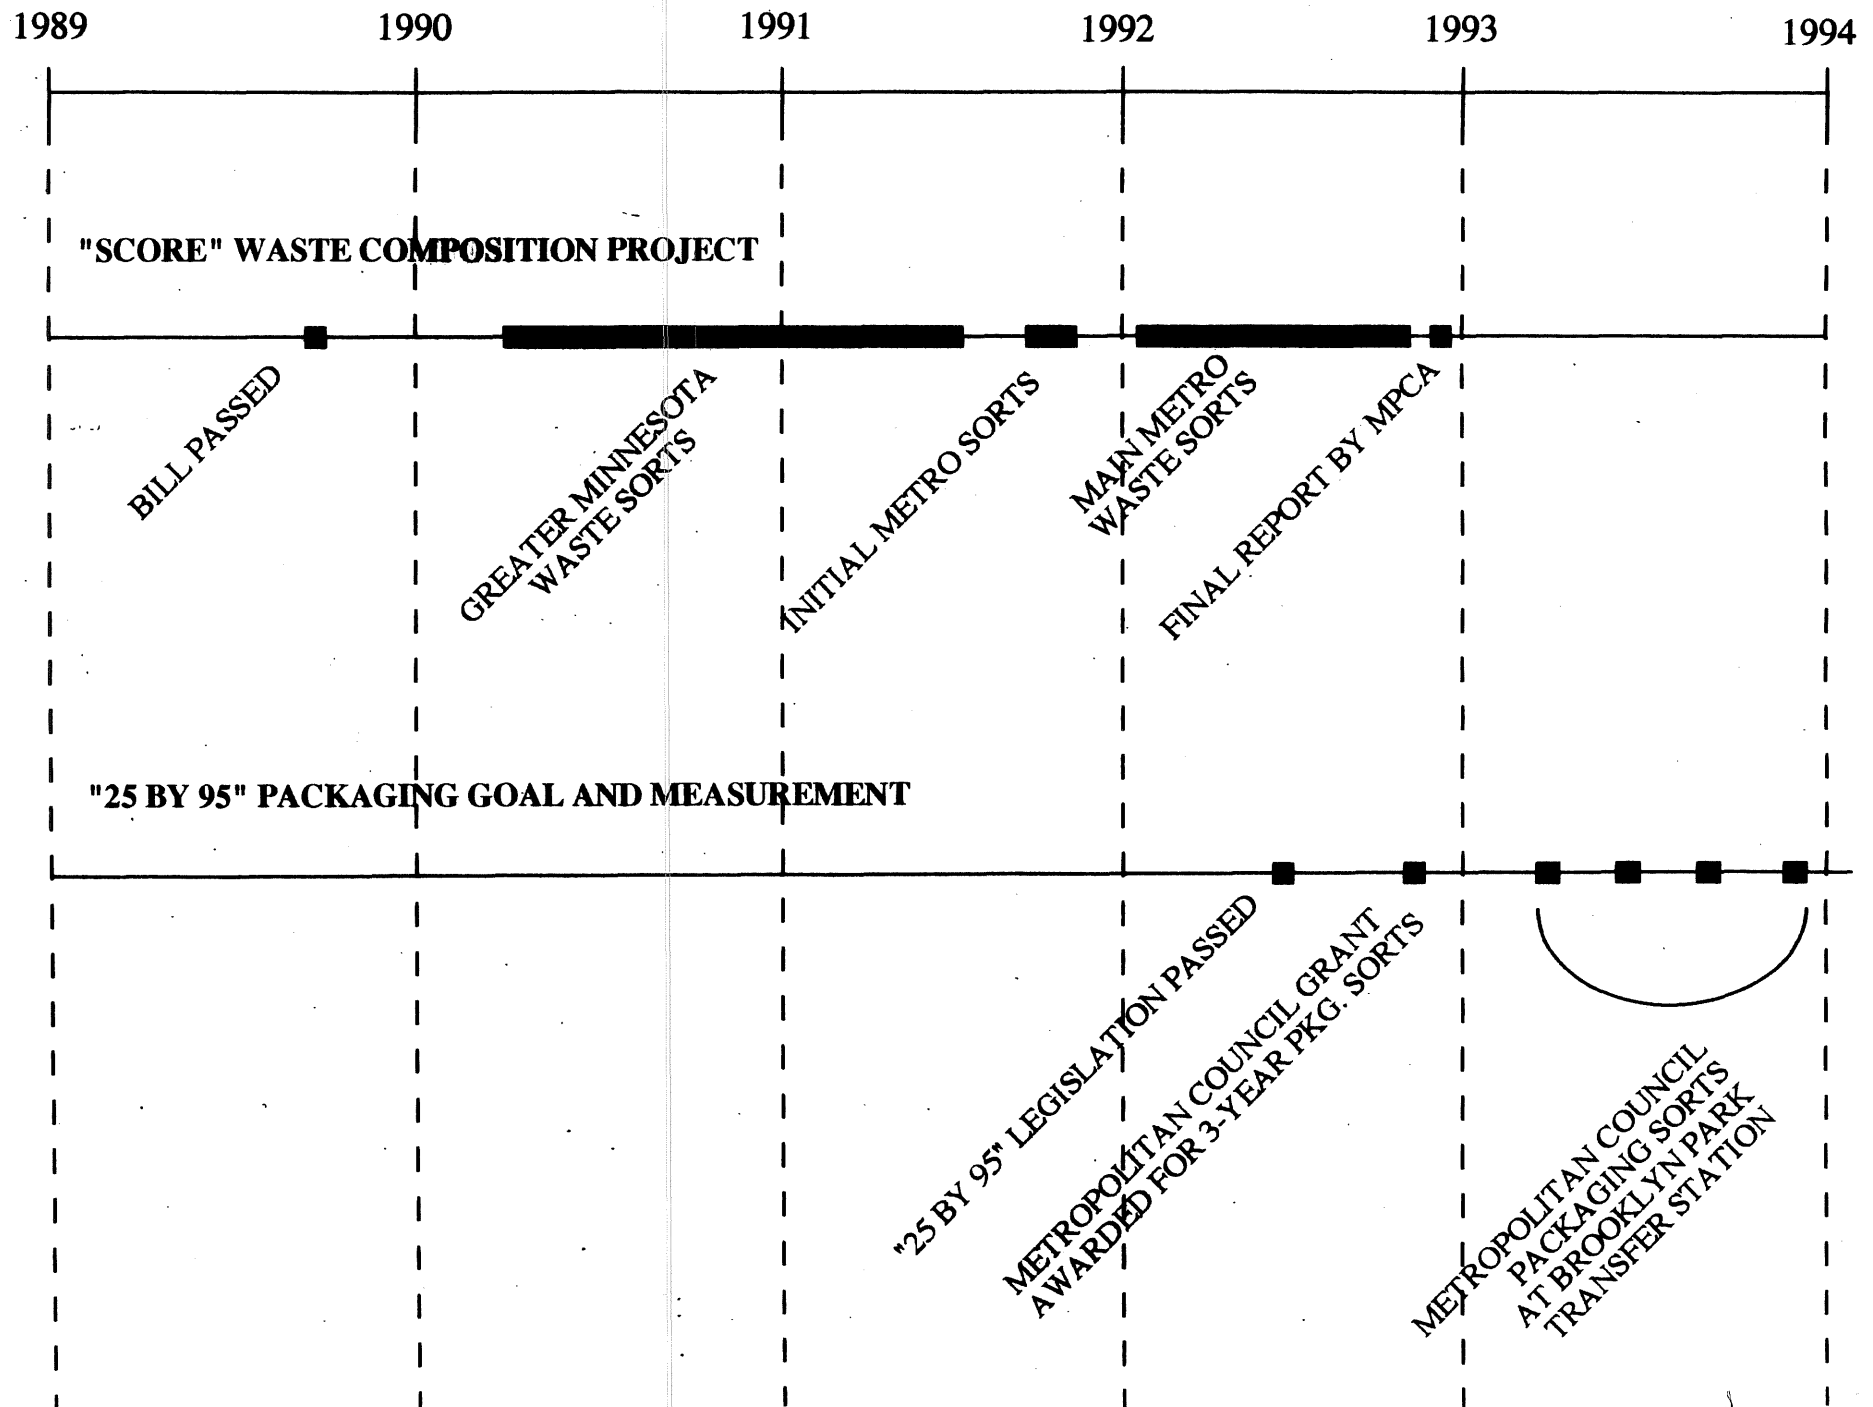 1989 1990 1991 1992 1993 1994
"SCORE" WASTE COMPOSITION PROJECT
BILL PASSED
GREATER MINNESOTA
WASTE SORTS
INITIAL METRO SORTS
MAIN METRO
WASTE SORTS
FINAL REPORT BY MPCA
"25 BY 95" PACKAGING GOAL AND MEASUREMENT
"25 BY 95" LEGISLATION PASSED
METROPOLITAN COUNCIL GRANT
AWARDED FOR 3-YEAR PKG. SORTS
METROPOLITAN COUNCIL
PACKAGING SORTS
AT BROOKLYN PARK
TRANSFER STATION